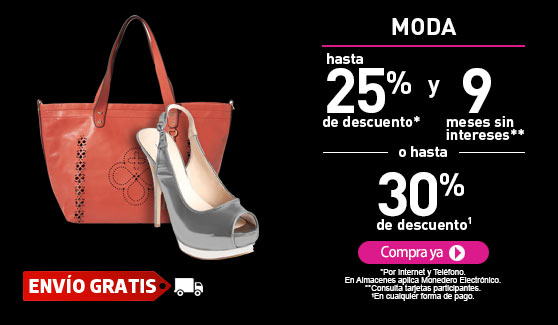 MODA
hasta
25% y 9
de descuento* meses sin
intereses**
o hasta
30%
de descuento¹
Compra ya
*Por Internet y Teléfono.
En Almacenes aplica Monedero Electrónico.
**Consulta tarjetas participantes.
¹En cualquier forma de pago.
ENVÍO GRATIS